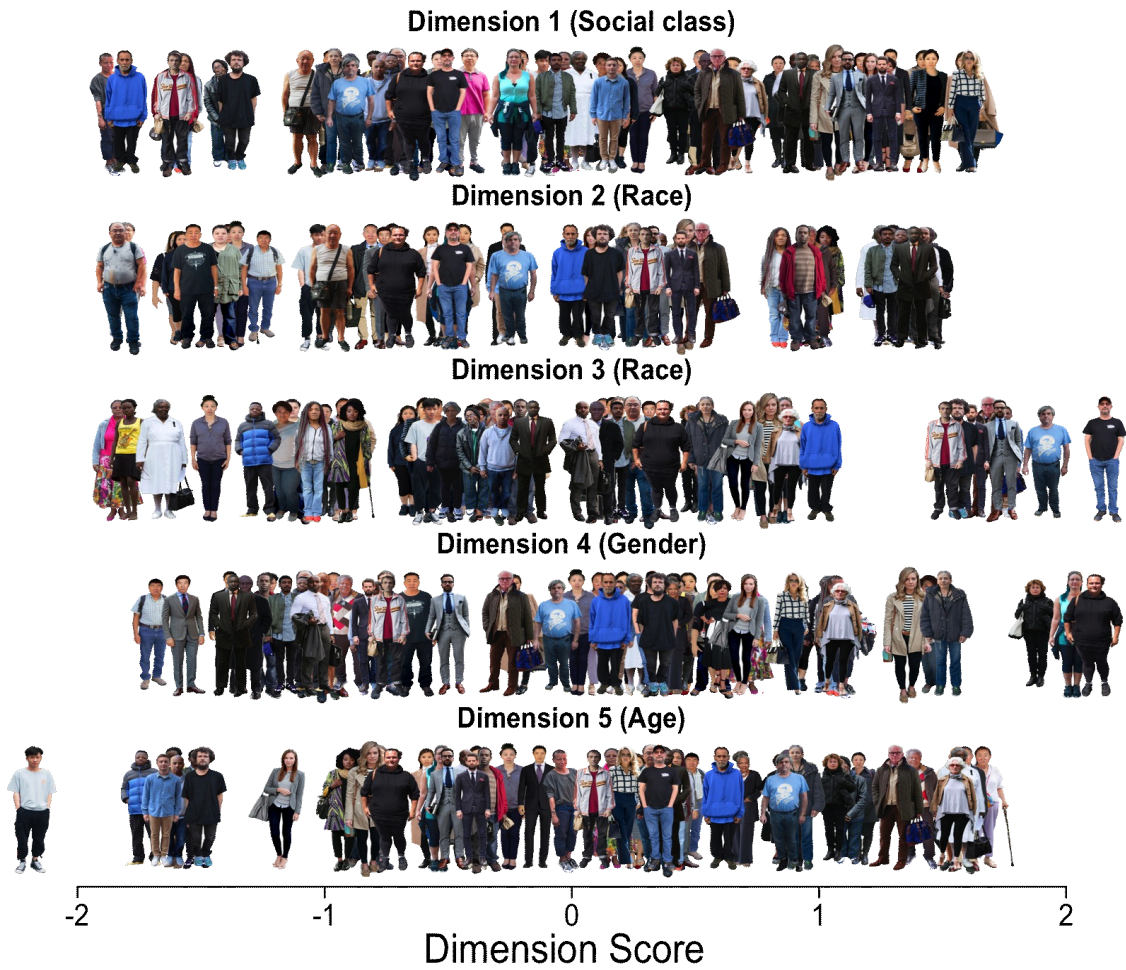 Dimension 1 (Social class)
Dimension 2 (Race)
Dimension 3 (Race)
Dimension 4 (Gender)
Dimension 5 (Age)
-2 -1 0 1 2
Dimension Score